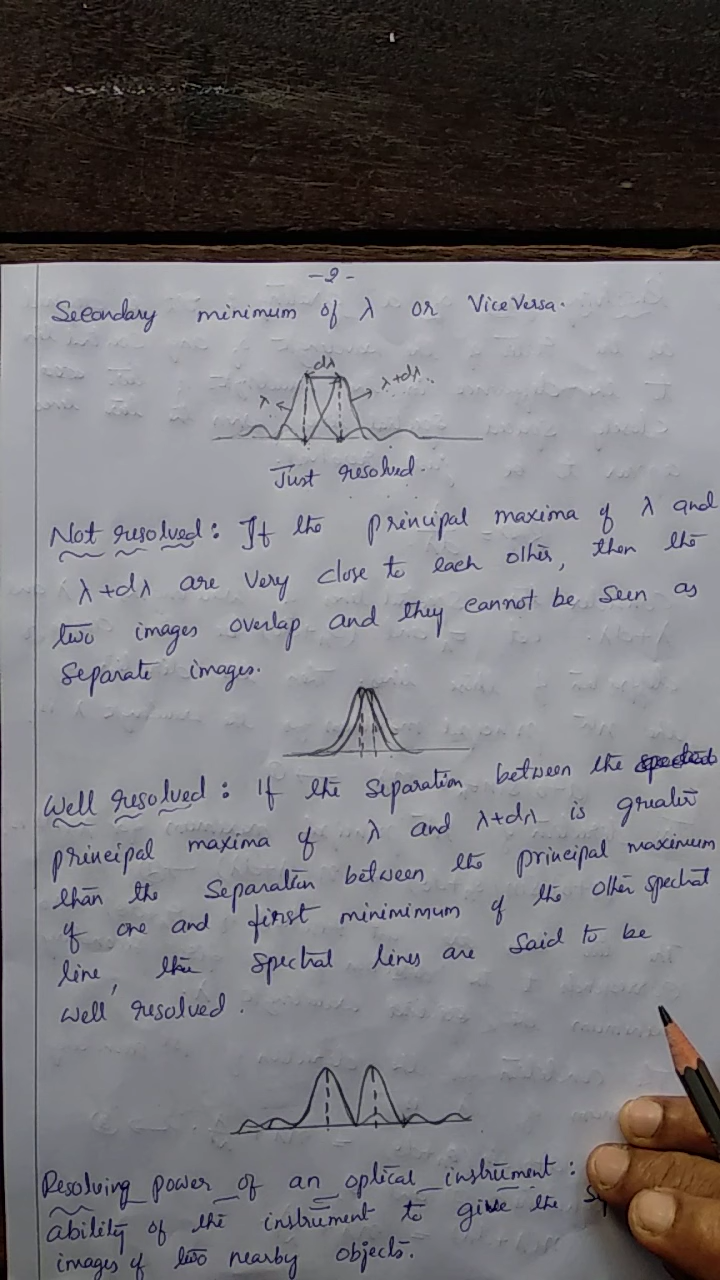 -2-
Secondary minimum of λ or ViceVersa.
dλ
λ
λ+dλ
Just resolved.
Not resolved: If the principal maxima of λ and
λ+dλ are very close to each other, then the
two images overlap and they cannot be seen as
separate images.
Well resolved: If the separation between the
principal maxima of λ and λ+dλ is greater
than the separation between the principal maximum
of one and first minimimum of the other spectral
line, the spectral lines are said to be
well resolved.
Resolving power of an optical instrument:
ability of the instrument to give the
images of two nearby objects.